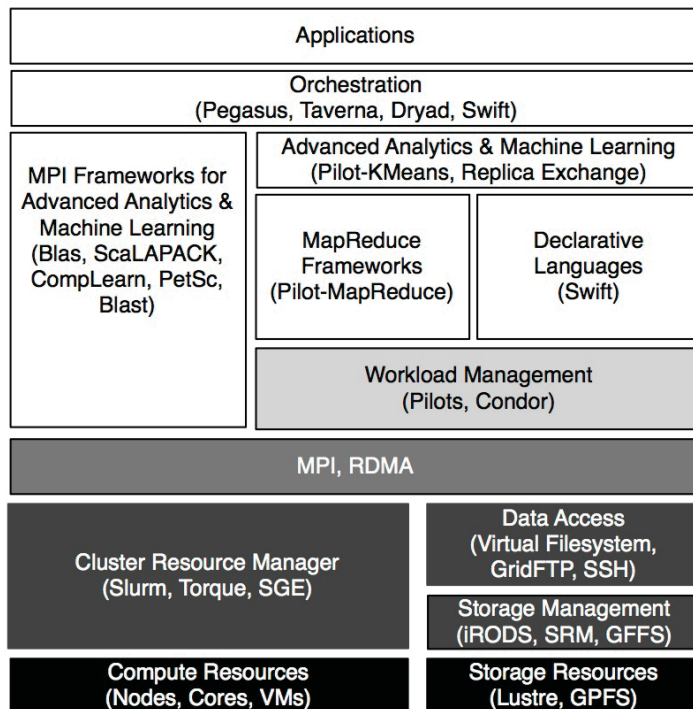 Applications
Orchestration
(Pegasus, Taverna, Dryad, Swift)
MPI Frameworks for
Advanced Analytics &
Machine Learning
(Blas, ScaLAPACK,
CompLearn, PetSc,
Blast)
Advanced Analytics & Machine Learning
(Pilot-KMeans, Replica Exchange)
MapReduce
Frameworks
(Pilot-MapReduce)
Declarative
Languages
(Swift)
Workload Management
(Pilots, Condor)
MPI, RDMA
Cluster Resource Manager
(Slurm, Torque, SGE)
Data Access
(Virtual Filesystem,
GridFTP, SSH)
Storage Management
(iRODS, SRM, GFFS)
Compute Resources
(Nodes, Cores, VMs)
Storage Resources
(Lustre, GPFS)